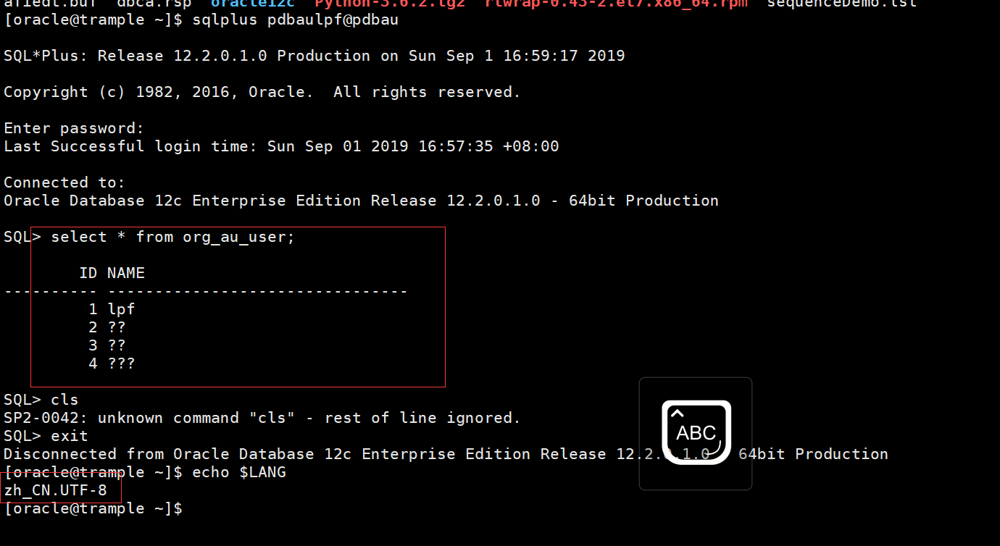 afiedt.buf  dbca.rsp  oracle12c  Python-3.6.2.tgz  rlwrap-0.43-2.el7.x86_64.rpm  sequenceDemo.lst
[oracle@trample ~]$ sqlplus pdbaulpf@pdbau
SQL*Plus: Release 12.2.0.1.0 Production on Sun Sep 1 16:59:17 2019
Copyright (c) 1982, 2016, Oracle.  All rights reserved.
Enter password:
Last Successful login time: Sun Sep 01 2019 16:57:35 +08:00
Connected to:
Oracle Database 12c Enterprise Edition Release 12.2.0.1.0 - 64bit Production
SQL> select * from org_au_user;
        ID NAME
---------- --------------------------------
         1 lpf
         2 ??
         3 ??
         4 ???
SQL> cls
SP2-0042: unknown command "cls" - rest of line ignored.
SQL> exit
Disconnected from Oracle Database 12c Enterprise Edition Release 12.2.0.1.0   64bit Production
ABC
[oracle@trample ~]$ echo $LANG
zh_CN.UTF-8
[oracle@trample ~]$